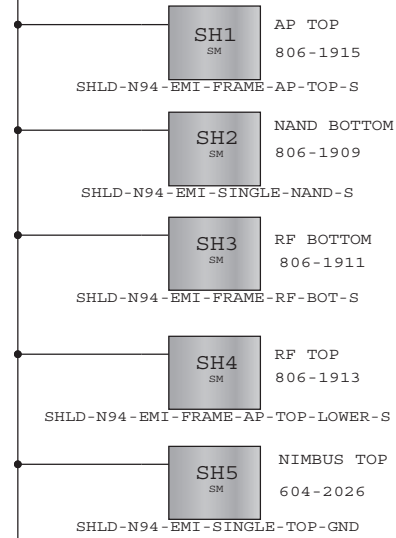 SH1
SM
AP TOP
806-1915
SHLD-N94-EMI-FRAME-AP-TOP-S
SH2
SM
NAND BOTTOM
806-1909
SHLD-N94-EMI-SINGLE-NAND-S
SH3
SM
RF BOTTOM
806-1911
SHLD-N94-EMI-FRAME-RF-BOT-S
SH4
SM
RF TOP
806-1913
SHLD-N94-EMI-FRAME-AP-TOP-LOWER-S
SH5
SM
NIMBUS TOP
604-2026
SHLD-N94-EMI-SINGLE-TOP-GND